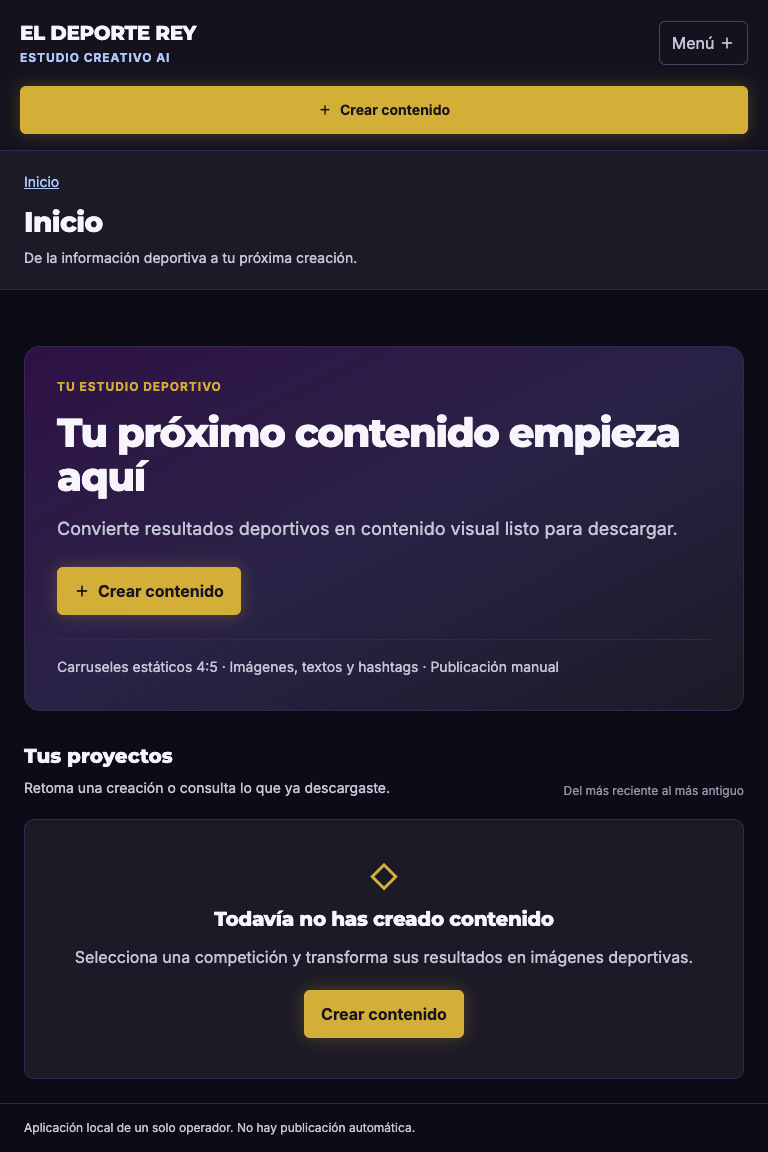 EL DEPORTE REY
ESTUDIO CREATIVO AI
Menú +
+ Crear contenido
Inicio
Inicio
De la información deportiva a tu próxima creación.
TU ESTUDIO DEPORTIVO
Tu próximo contenido empieza
aquí
Convierte resultados deportivos en contenido visual listo para descargar.
+ Crear contenido
Carruseles estáticos 4:5 · Imágenes, textos y hashtags · Publicación manual
Tus proyectos
Retoma una creación o consulta lo que ya descargaste.
Del más reciente al más antiguo
Todavía no has creado contenido
Selecciona una competición y transforma sus resultados en imágenes deportivas.
Crear contenido
Aplicación local de un solo operador. No hay publicación automática.